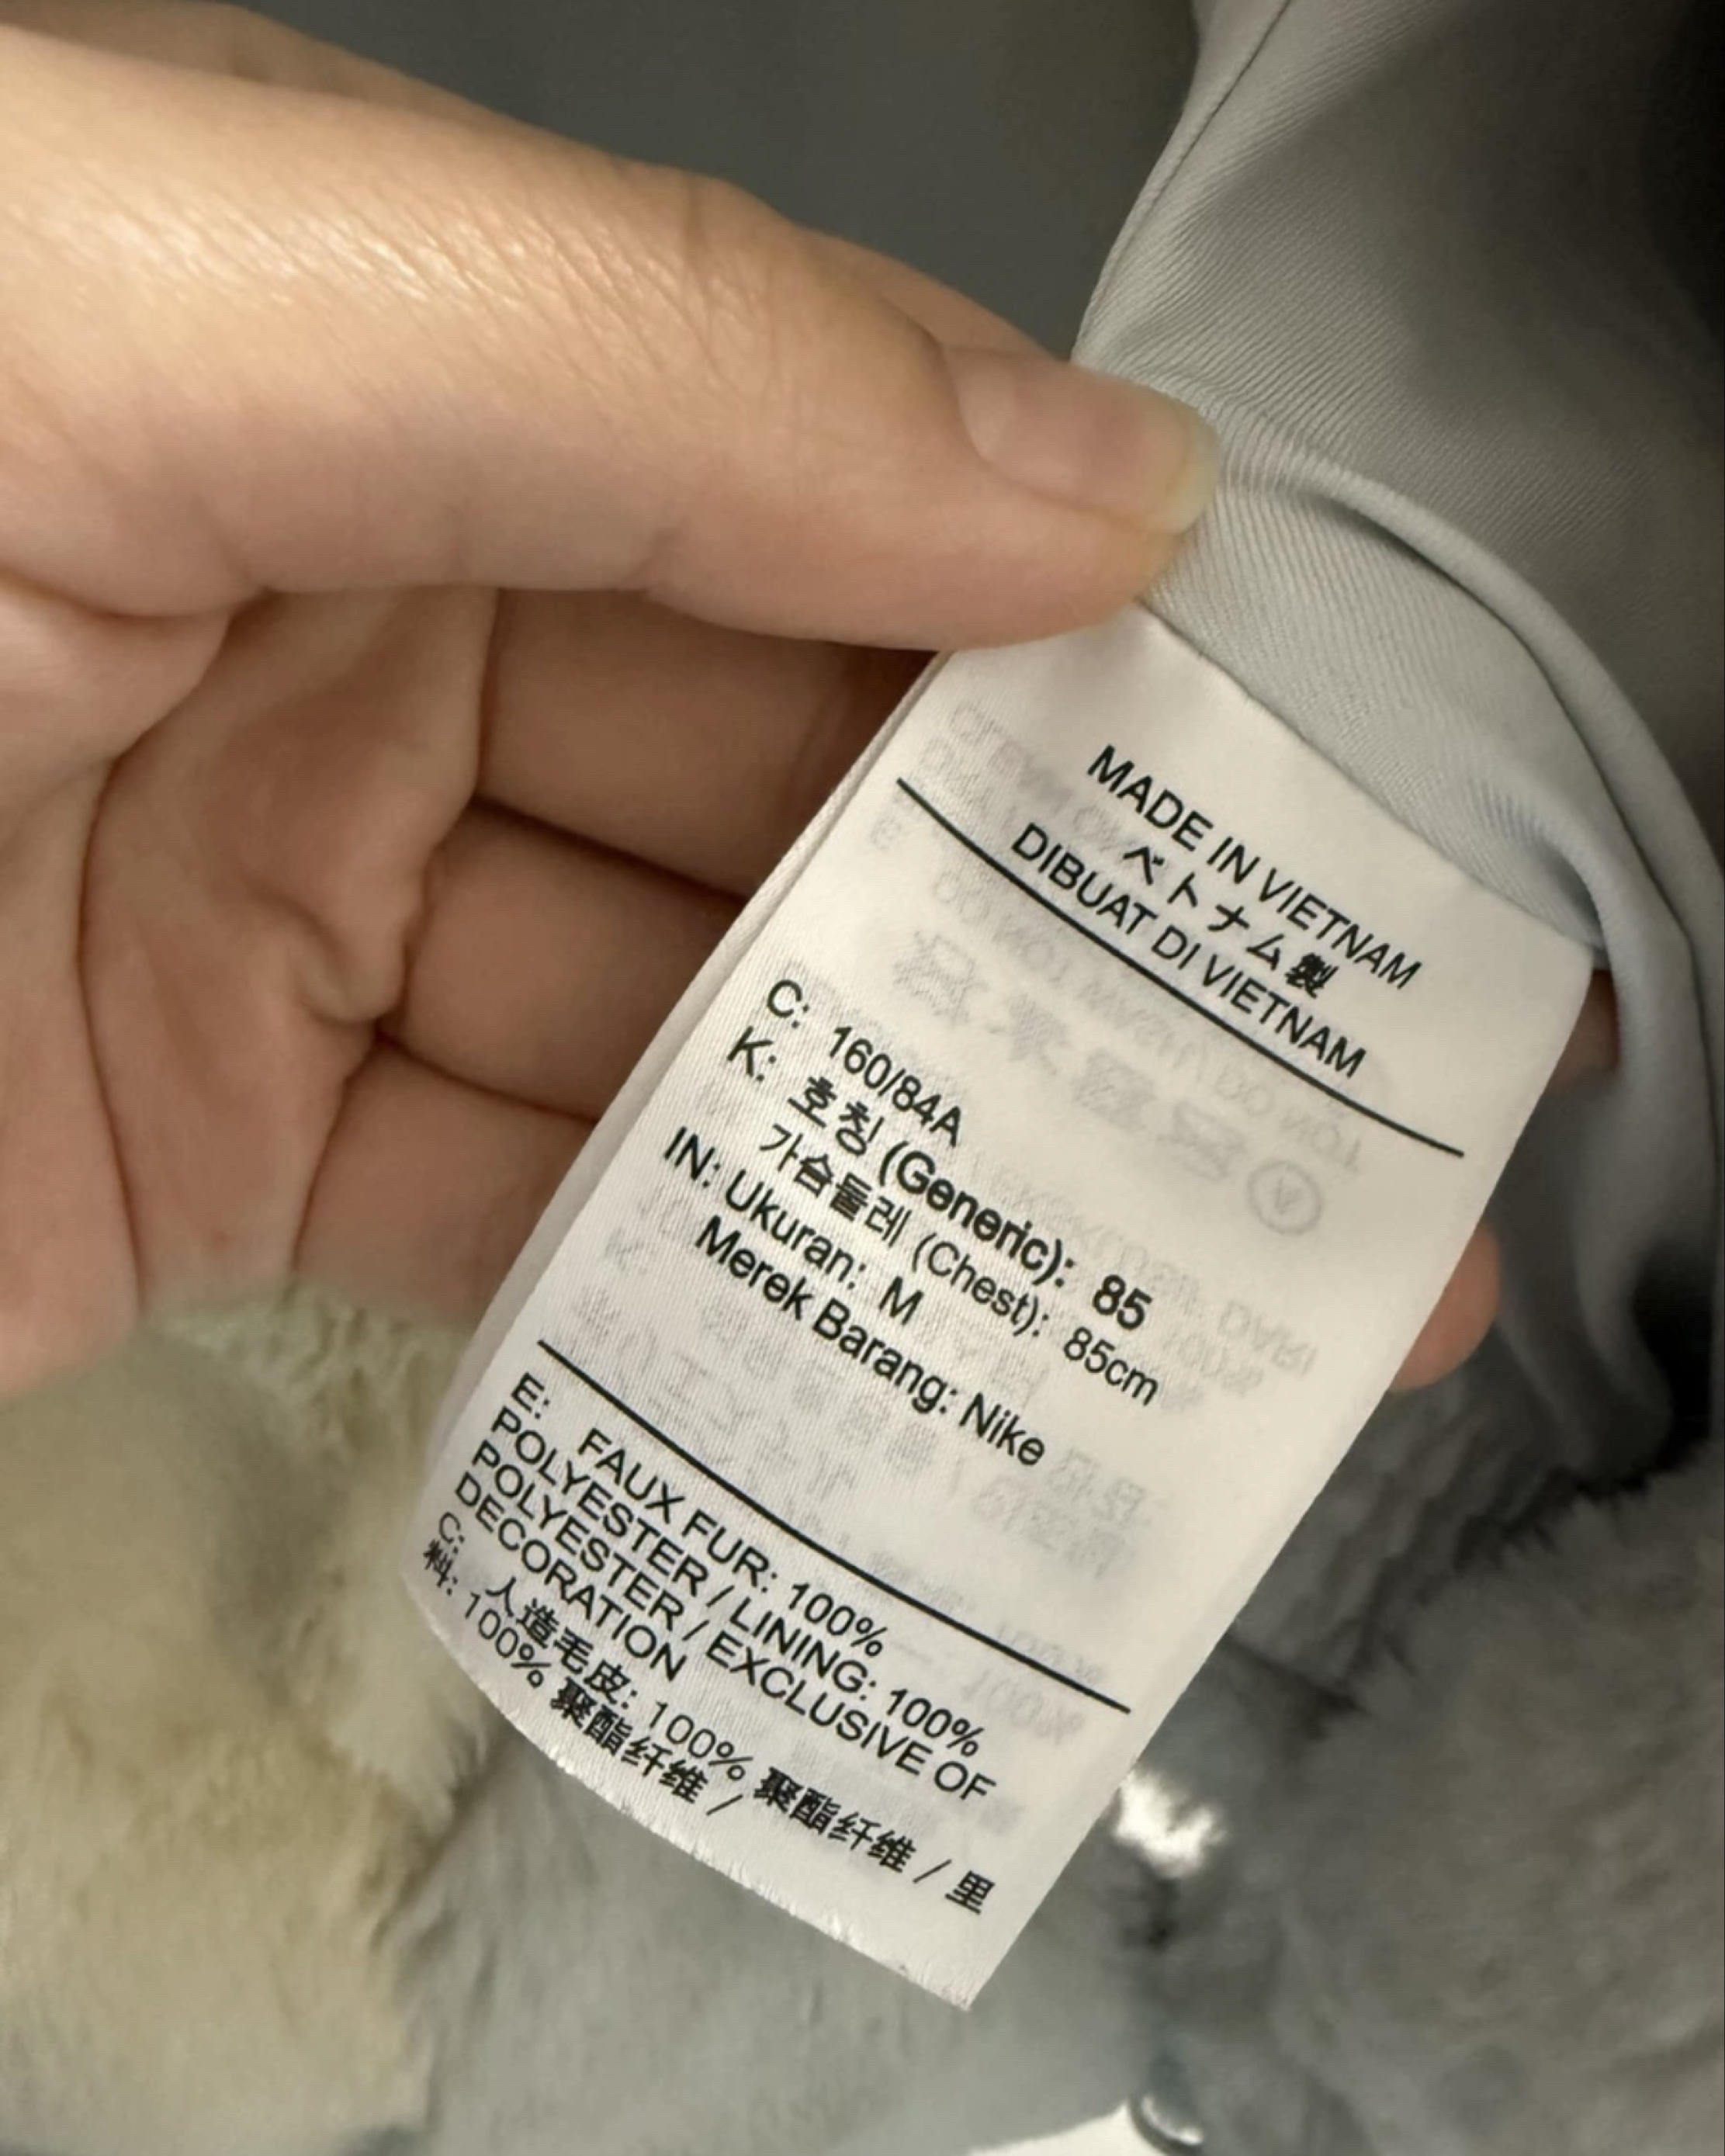 MADE IN VIETNAM
ベトナム製
DIBUAT DI VIETNAM
C: 160/84A
K: 호칭 (Generic): 85
가슴둘레 (Chest): 85cm
IN: Ukuran: M
Merek Barang: Nike
E: FAUX FUR: 100%
POLYESTER / LINING: 100%
POLYESTER / EXCLUSIVE OF
DECORATION
C: 人造毛皮: 100% 聚酯纤维 / 里
料: 100% 聚酯纤维 /